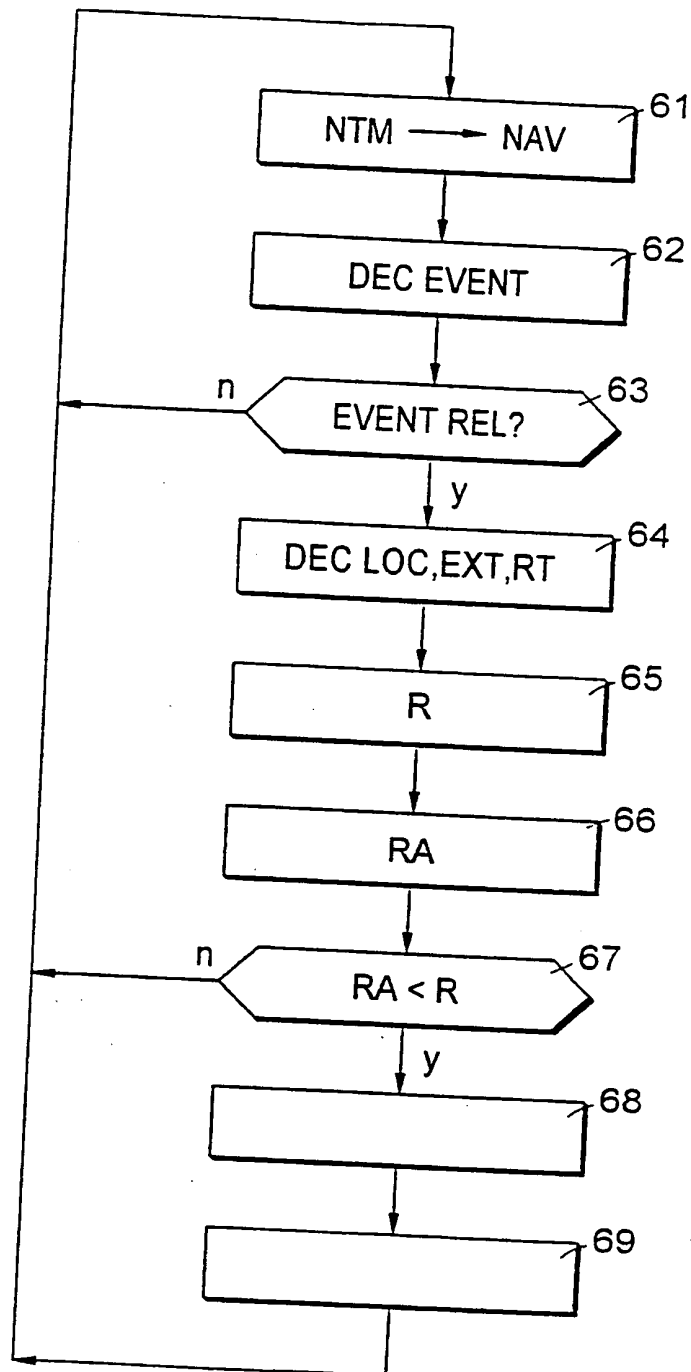 61
NTM → NAV
62
DEC EVENT
63
n
EVENT REL?
y
64
DEC LOC,EXT,RT
65
R
66
RA
67
n
RA < R
y
68
69